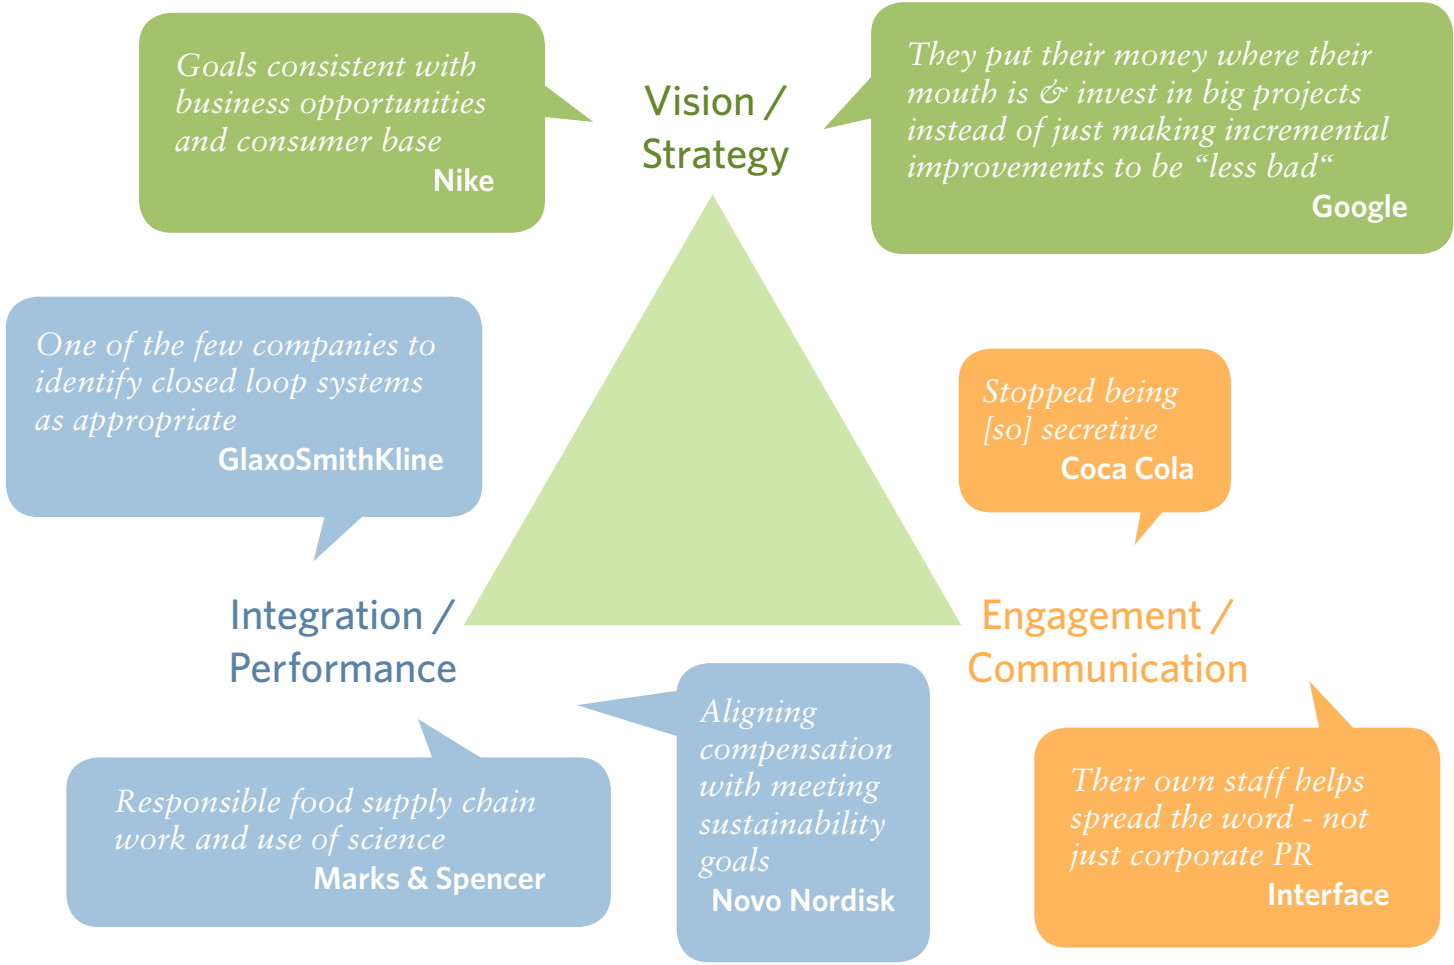 Goals consistent with
business opportunities
and consumer base
Nike
Vision /
Strategy
They put their money where their
mouth is & invest in big projects
instead of just making incremental
improvements to be “less bad“
Google
One of the few companies to
identify closed loop systems
as appropriate
GlaxoSmithKline
Stopped being
[so] secretive
Coca Cola
Integration /
Performance
Engagement /
Communication
Responsible food supply chain
work and use of science
Marks & Spencer
Aligning
compensation
with meeting
sustainability
goals
Novo Nordisk
Their own staff helps
spread the word - not
just corporate PR
Interface